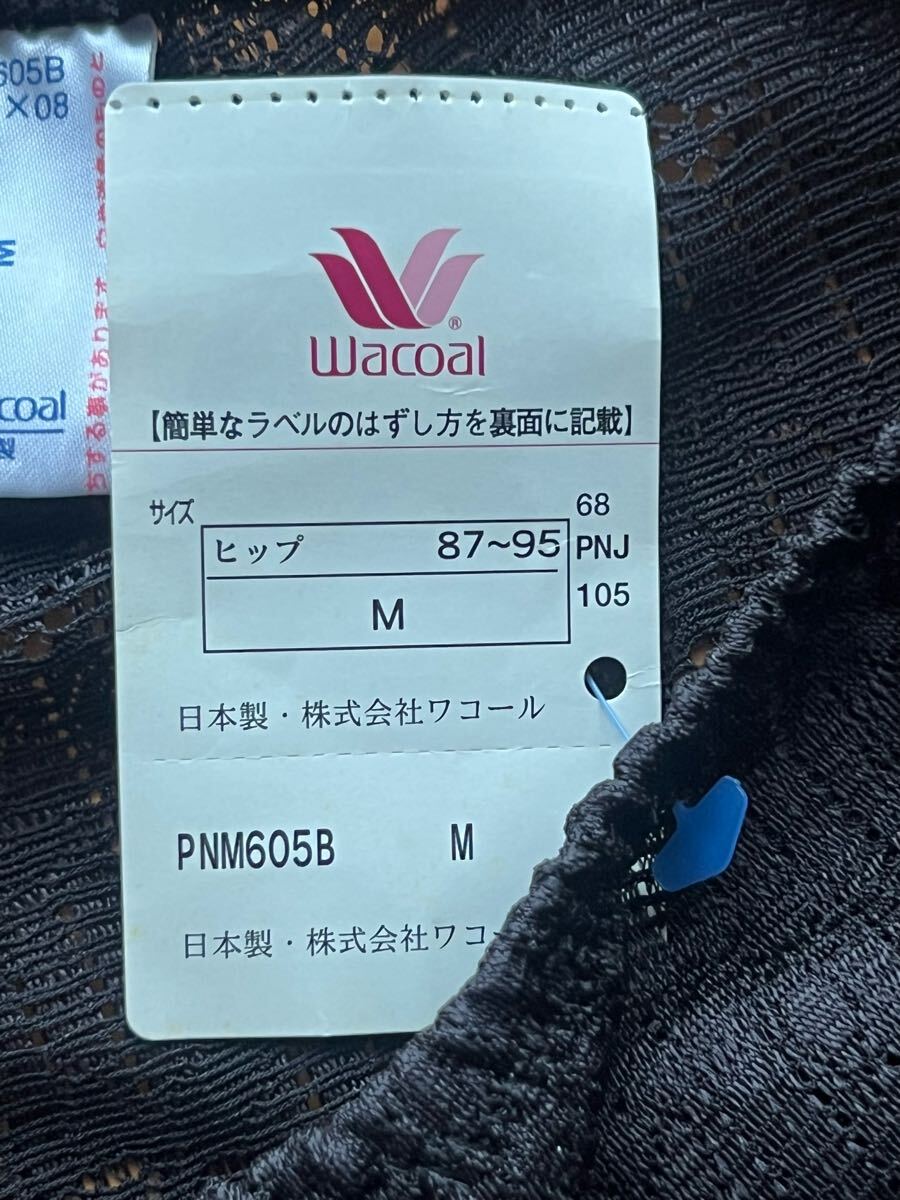 605B
×08
M
coal
Wacoal
【簡単なラベルのはずし方を裏面に記載】
サイズ
ヒップ 87~95
M
68
PNJ
105
日本製・株式会社ワコール
PNM605B M
日本製・株式会社ワコー